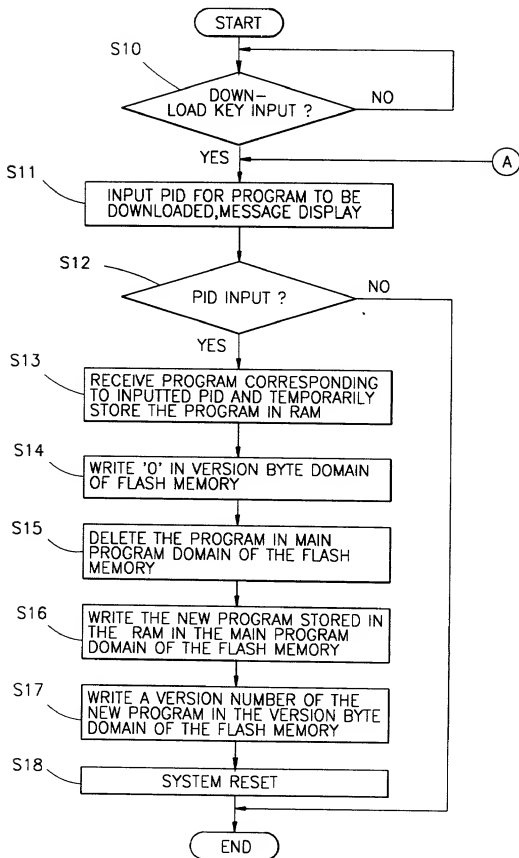 START
S10
DOWN-
LOAD KEY INPUT ?
NO
YES
A
S11
INPUT PID FOR PROGRAM TO BE
DOWNLOADED,MESSAGE DISPLAY
S12
PID INPUT ?
NO
YES
S13
RECEIVE PROGRAM CORRESPONDING
TO INPUTTED PID AND TEMPORARILY
STORE THE PROGRAM IN RAM
S14
WRITE '0' IN VERSION BYTE DOMAIN
OF FLASH MEMORY
S15
DELETE THE PROGRAM IN MAIN
PROGRAM DOMAIN OF THE FLASH
MEMORY
S16
WRITE THE NEW PROGRAM STORED IN
THE RAM IN THE MAIN PROGRAM
DOMAIN OF THE FLASH MEMORY
S17
WRITE A VERSION NUMBER OF THE
NEW PROGRAM IN THE VERSION BYTE
DOMAIN OF THE FLASH MEMORY
S18
SYSTEM RESET
END